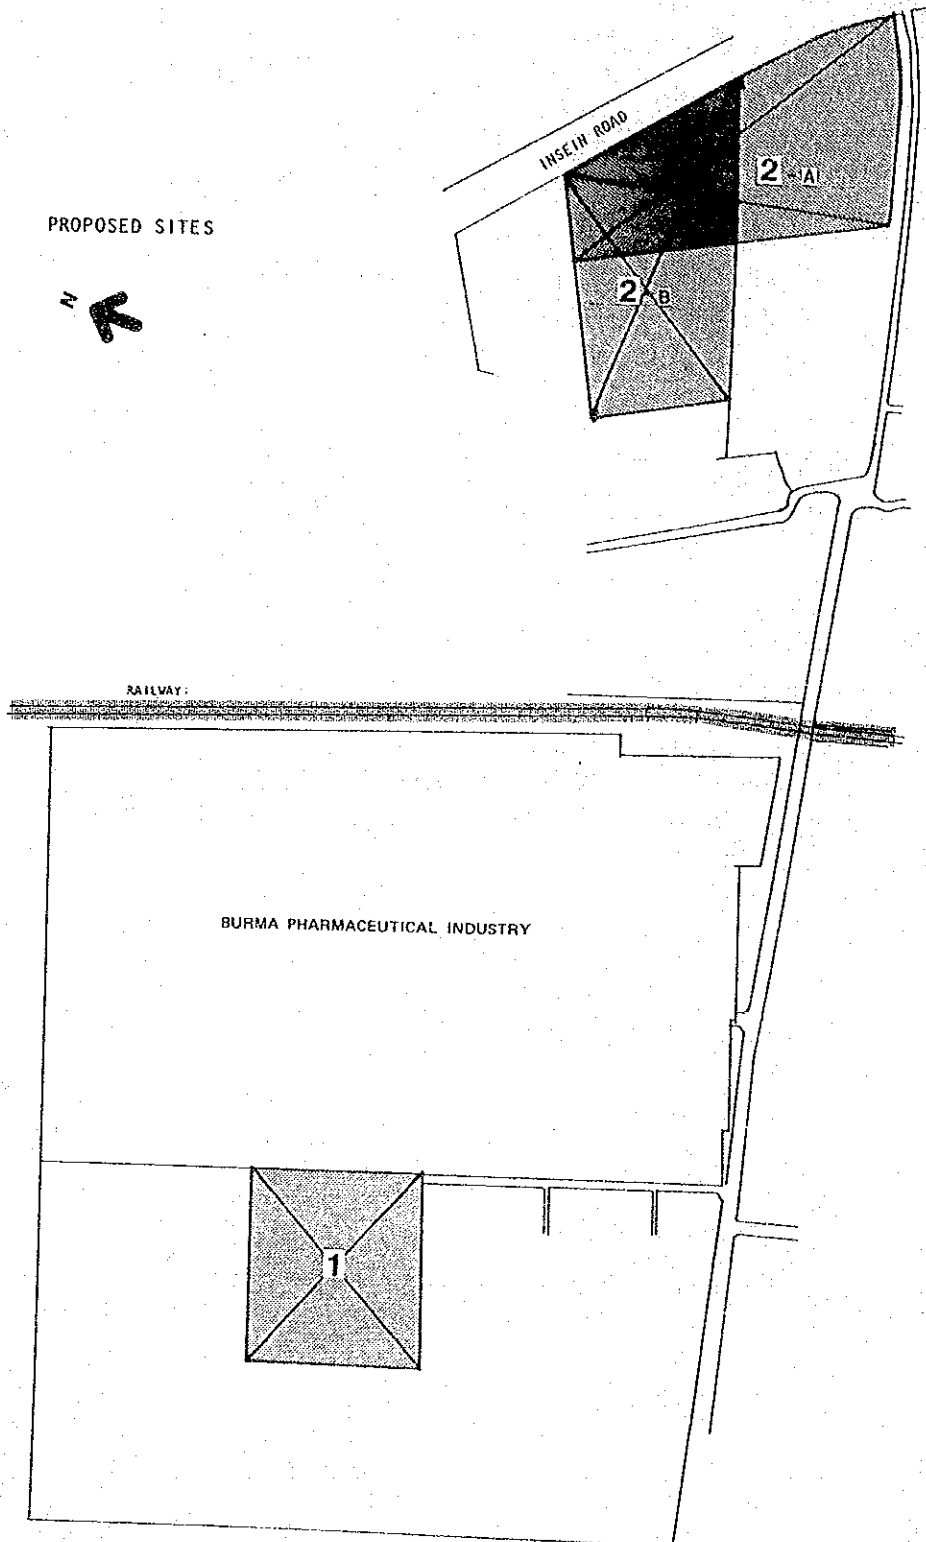 INSEIN ROAD
2-A
PROPOSED SITES
N
2-B
RAILWAY:
BURMA PHARMACEUTICAL INDUSTRY
1